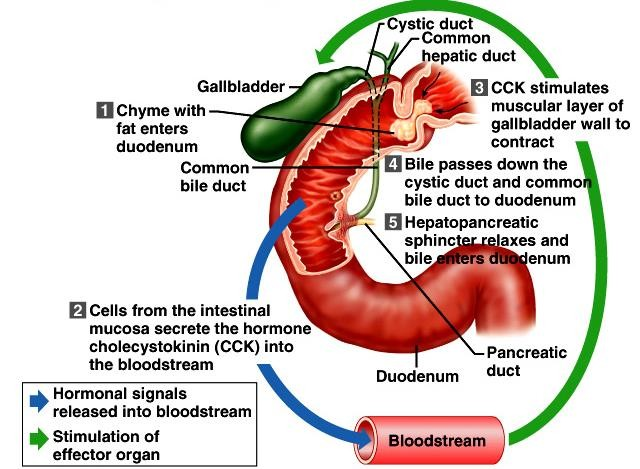 Cystic duct
Common
hepatic duct
Gallbladder
3 CCK stimulates
muscular layer of
gallbladder wall to
contract
1 Chyme with
fat enters
duodenum
Common
bile duct
4 Bile passes down the
cystic duct and common
bile duct to duodenum
5 Hepatopancreatic
sphincter relaxes and
bile enters duodenum
2 Cells from the intestinal
mucosa secrete the hormone
cholecystokinin (CCK) into
the bloodstream
Pancreatic
duct
Duodenum
Hormonal signals
released into bloodstream
Stimulation of
effector organ
Bloodstream